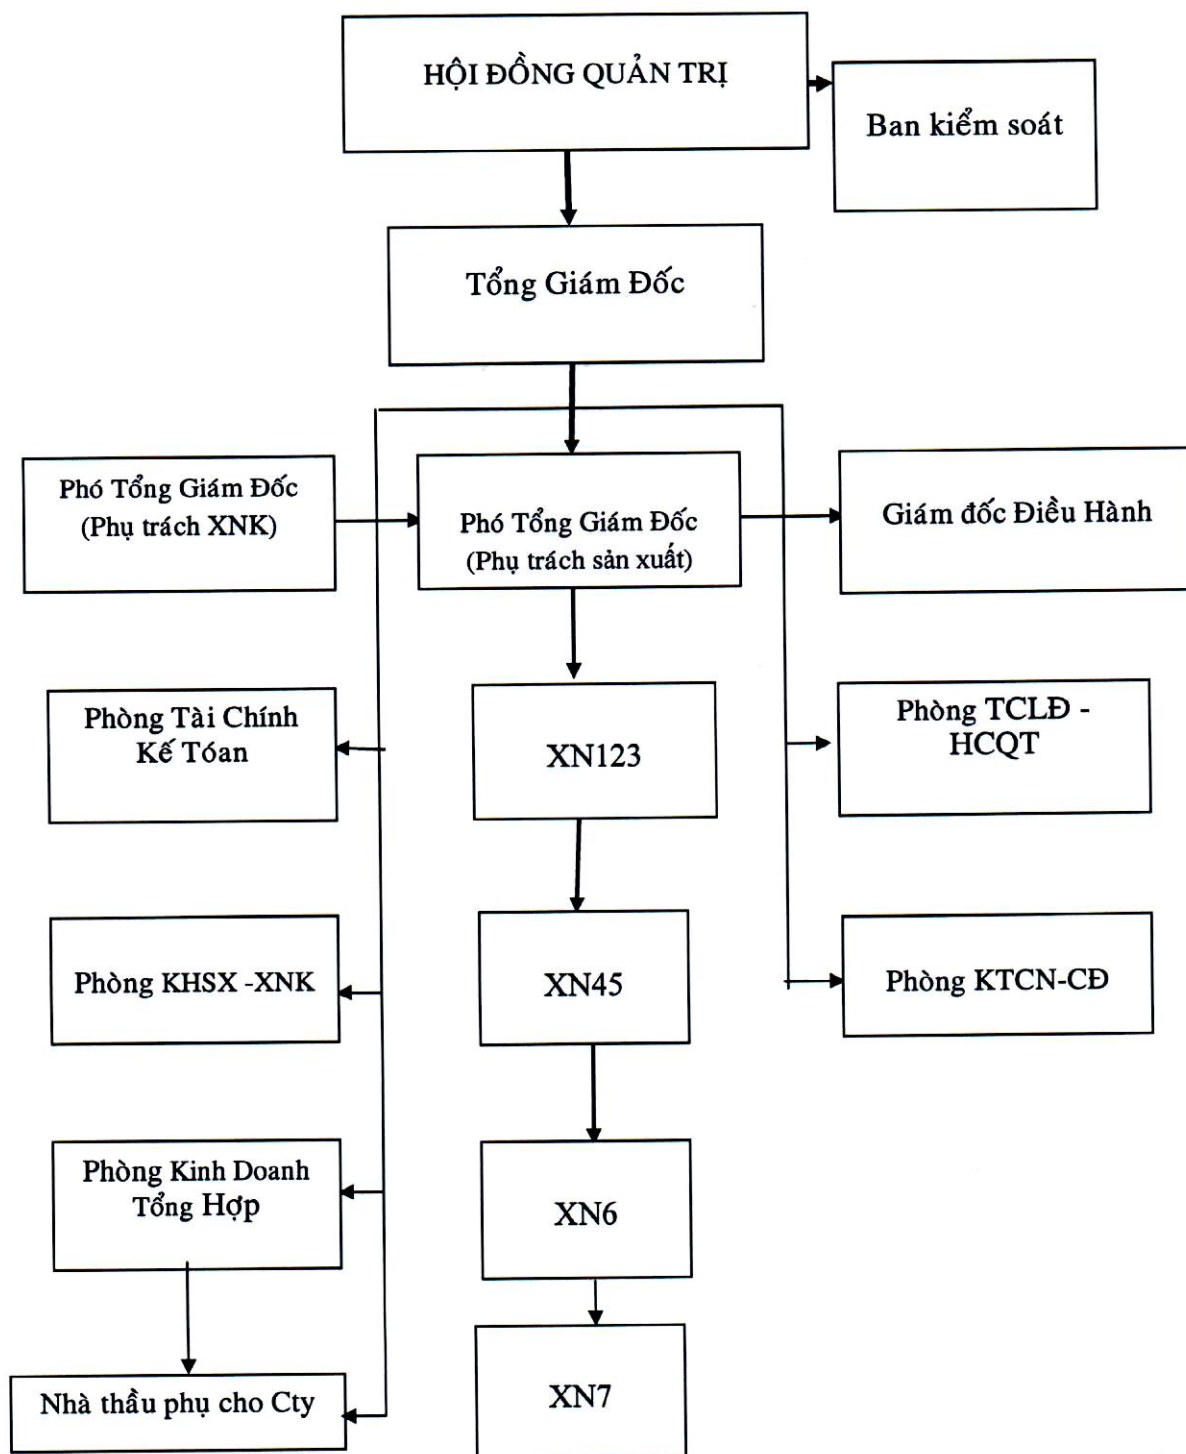 HỘI ĐỒNG QUẢN TRỊ
Ban kiểm soát
Tổng Giám Đốc
Phó Tổng Giám Đốc
(Phụ trách XNK)
Phó Tổng Giám Đốc
(Phụ trách sản xuất)
Giám đốc Điều Hành
Phòng Tài Chính
Kế Tóan
XN123
Phòng TCLĐ -
HCQT
Phòng KHSX -XNK
XN45
Phòng KTCN-CĐ
Phòng Kinh Doanh
Tổng Hợp
XN6
Nhà thầu phụ cho Cty
XN7